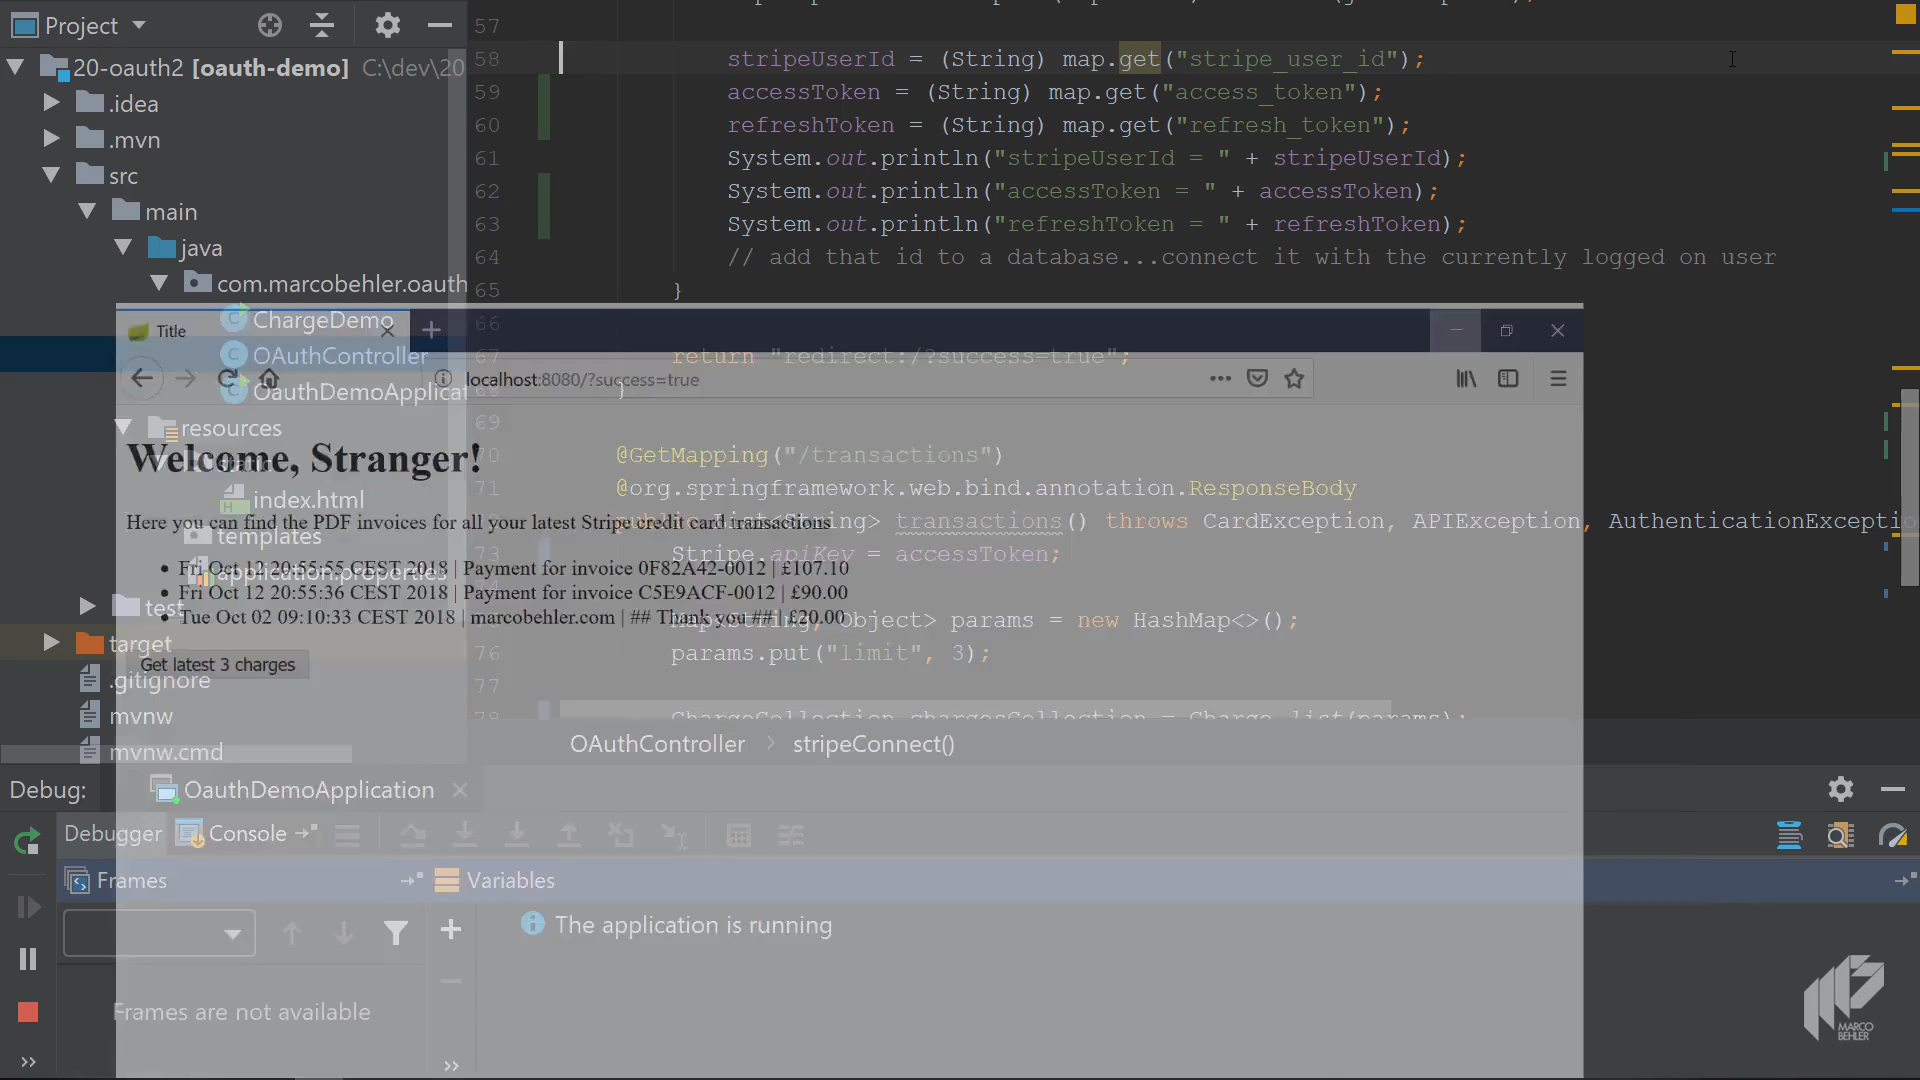 Project
20-oauth2 [oauth-demo] C:\dev\20
.idea
.mvn
src
main
java
com.marcobehler.oauth
ChargeDemo
OAuthController
OauthDemoApplicat
resources
index.html
templates
application.properties
test
target
.gitignore
mvnw
mvnw.cmd
57
58 stripeUserId = (String) map.get("stripe_user_id");
59 accessToken = (String) map.get("access_token");
60 refreshToken = (String) map.get("refresh_token");
61 System.out.println("stripeUserId = " + stripeUserId);
62 System.out.println("accessToken = " + accessToken);
63 System.out.println("refreshToken = " + refreshToken);
64 // add that id to a database...connect it with the currently logged on user
65 }
66
67 return "redirect:/?success=true";
}
69
70 @GetMapping("/transactions")
71 @org.springframework.web.bind.annotation.ResponseBody
public List<String> transactions() throws CardException, APIException, AuthenticationExceptio
73 Stripe.apiKey = accessToken;
Map<String, Object> params = new HashMap<>();
76 params.put("limit", 3);
77
78 ChargeCollection chargesCollection = Charge.list(params);
OAuthController > stripeConnect()
Title
localhost:8080/?success=true
Welcome, Stranger!
Here you can find the PDF invoices for all your latest Stripe credit card transactions
Fri Oct 12 20:55:55 CEST 2018 | Payment for invoice 0F82A42-0012 | £107.10
Fri Oct 12 20:55:36 CEST 2018 | Payment for invoice C5E9ACF-0012 | £90.00
Tue Oct 02 09:10:33 CEST 2018 | marcobehler.com | ## Thank you ## | £20.00
Get latest 3 charges
Debug: OauthDemoApplication
Debugger Console
Frames Variables
The application is running
Frames are not available
MARCO
BEHLER